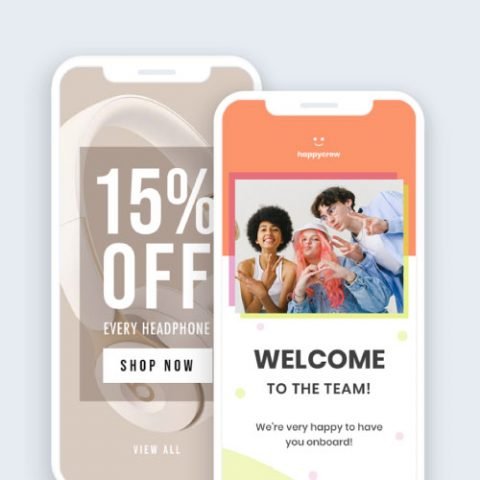 15%
OFF
EVERY HEADPHONE
SHOP NOW
VIEW ALL
happycrew
WELCOME
TO THE TEAM!
We're very happy to have
you onboard!